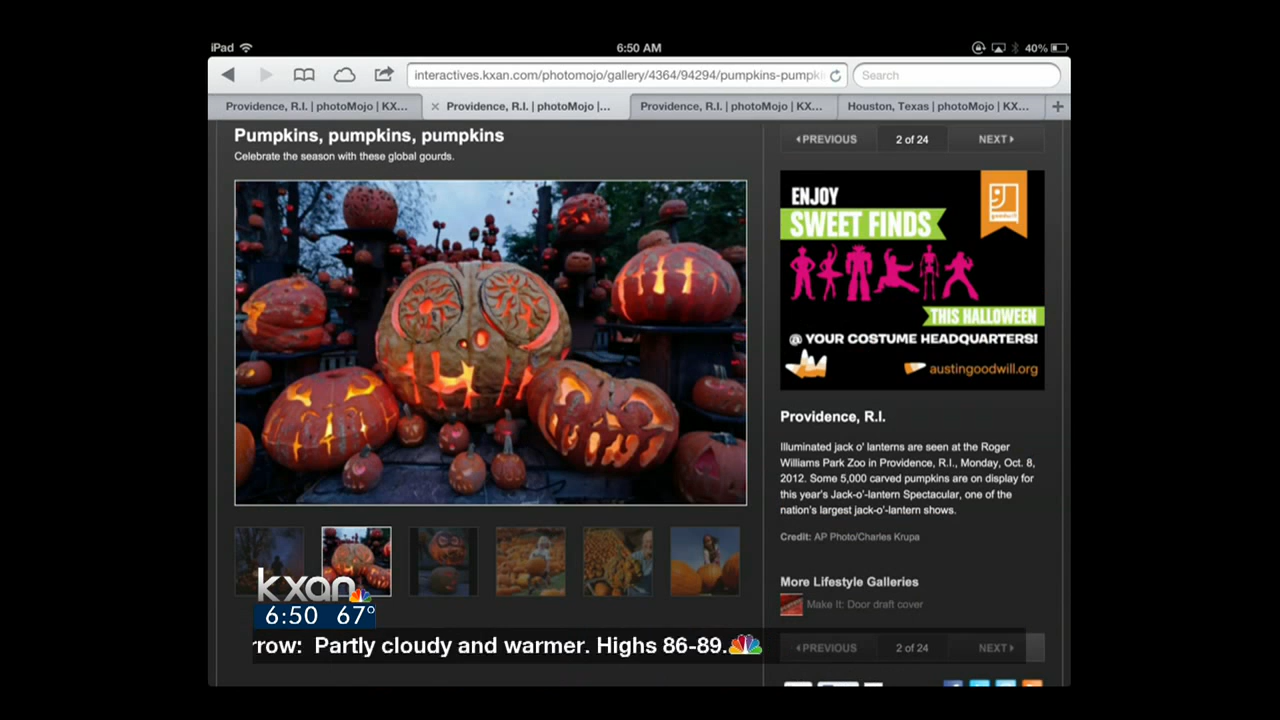 iPad
6:50 AM
40%
interactives.kxan.com/photomojo/gallery/4364/94294/pumpkins-pumpki
Search
Providence, R.I. | photoMojo | KX...
Providence, R.I. | photoMojo |...
Providence, R.I. | photoMojo | KX...
Houston, Texas | photoMojo | KX...
Pumpkins, pumpkins, pumpkins
Celebrate the season with these global gourds.
PREVIOUS
2 of 24
NEXT
ENJOY
SWEET FINDS
goodwill
THIS HALLOWEEN
@ YOUR COSTUME HEADQUARTERS!
austingoodwill.org
Providence, R.I.
Illuminated jack o' lanterns are seen at the Roger
Williams Park Zoo in Providence, R.I., Monday, Oct. 8,
2012. Some 5,000 carved pumpkins are on display for
this year's Jack-o'-lantern Spectacular, one of the
nation's largest jack-o'-lantern shows.
Credit: AP Photo/Charles Krupa
More Lifestyle Galleries
Make It: Door draft cover
PREVIOUS
2 of 24
NEXT
kxan
6:50 67°
rrow: Partly cloudy and warmer. Highs 86-89.